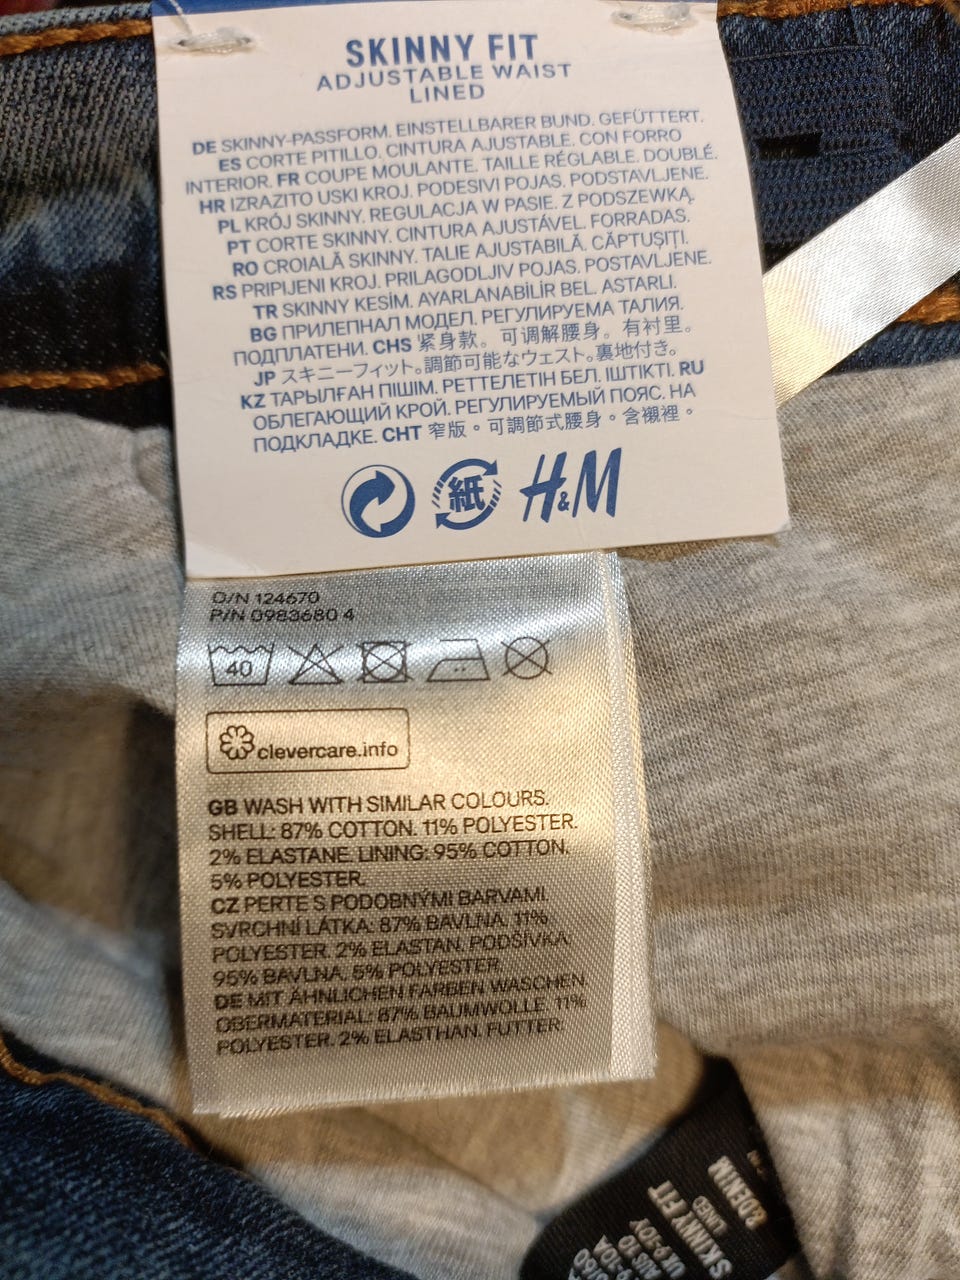 SKINNY FIT
ADJUSTABLE WAIST
LINED
DE SKINNY-PASSFORM. EINSTELLBARER BUND. GEFÜTTERT.
ES CORTE PITILLO. CINTURA AJUSTABLE. CON FORRO
INTERIOR. FR COUPE MOULANTE. TAILLE RÉGLABLE. DOUBLÉ.
HR IZRAZITO USKI KROJ. PODESIVI POJAS. PODSTAVLJENE.
PL KRÓJ SKINNY. REGULACJA W PASIE. Z PODSZEWKĄ.
PT CORTE SKINNY. CINTURA AJUSTÁVEL. FORRADAS.
RO CROIALĂ SKINNY. TALIE AJUSTABILĂ. CĂPTUȘIȚI.
RS PRIPIJENI KROJ. PRILAGODLJIV POJAS. POSTAVLJENE.
TR SKINNY KESİM. AYARLANABİLİR BEL. ASTARLI.
BG ПРИЛЕПНАЛ МОДЕЛ. РЕГУЛИРУЕМА ТАЛИЯ.
ПОДПЛАТЕНИ. CHS 紧身款。可调解腰身。有衬里。
JP スキニーフィット。調節可能なウエスト。裏地付き。
KZ ТАРЫЛҒАН ПІШІМ. РЕТТЕЛЕТІН БЕЛ. ІШТІКТІ. RU
ОБЛЕГАЮЩИЙ КРОЙ. РЕГУЛИРУЕМЫЙ ПОЯС. НА
ПОДКЛАДКЕ. CHT 窄版。可調節式腰身。含襯裡。
紙 H&M
O/N 124670
P/N 0983680 4
40
clevercare.info
GB WASH WITH SIMILAR COLOURS.
SHELL: 87% COTTON. 11% POLYESTER.
2% ELASTANE. LINING: 95% COTTON.
5% POLYESTER.
CZ PERTE S PODOBNÝMI BARVAMI.
SVRCHNÍ LÁTKA: 87% BAVLNA. 11%
POLYESTER. 2% ELASTAN. PODŠÍVKA:
95% BAVLNA. 5% POLYESTER.
DE MIT ÄHNLICHEN FARBEN WASCHEN.
OBERMATERIAL: 87% BAUMWOLLE. 11%
POLYESTER. 2% ELASTHAN. FUTTER:
&DENIM
LINED
SKINNY FIT